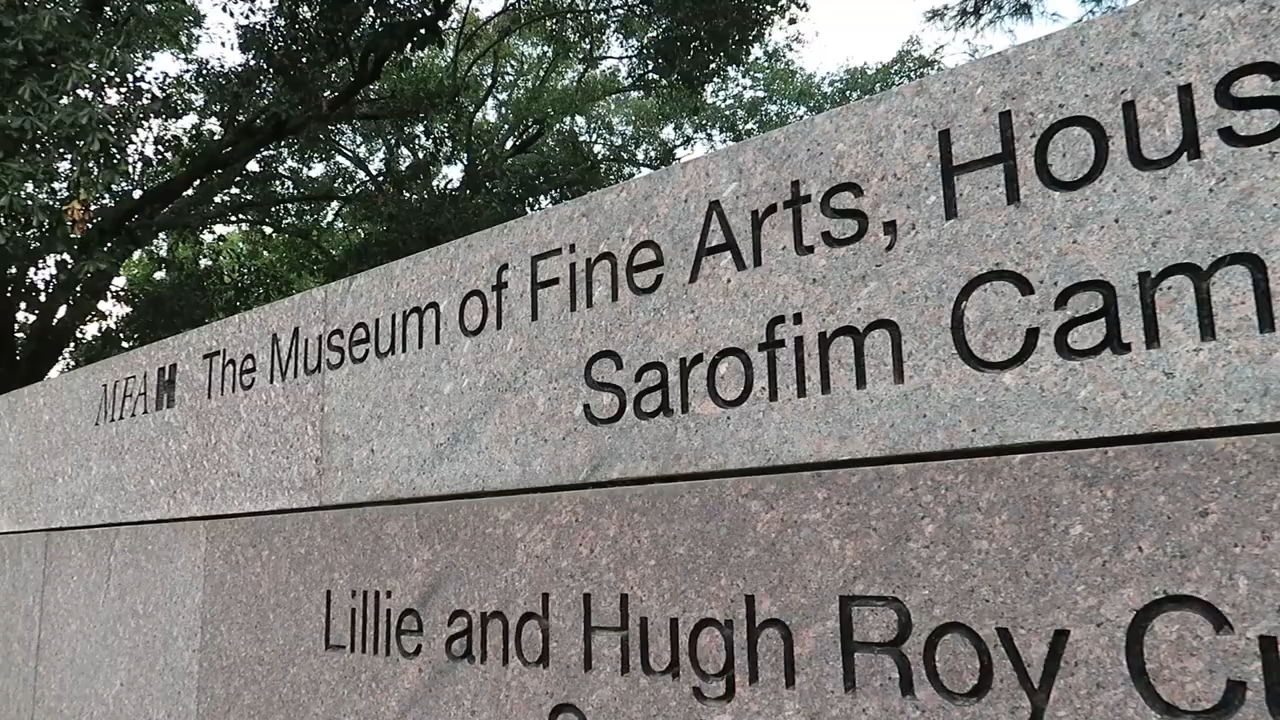 MFAH The Museum of Fine Arts, Hous
Sarofim Cam
Lillie and Hugh Roy Cu